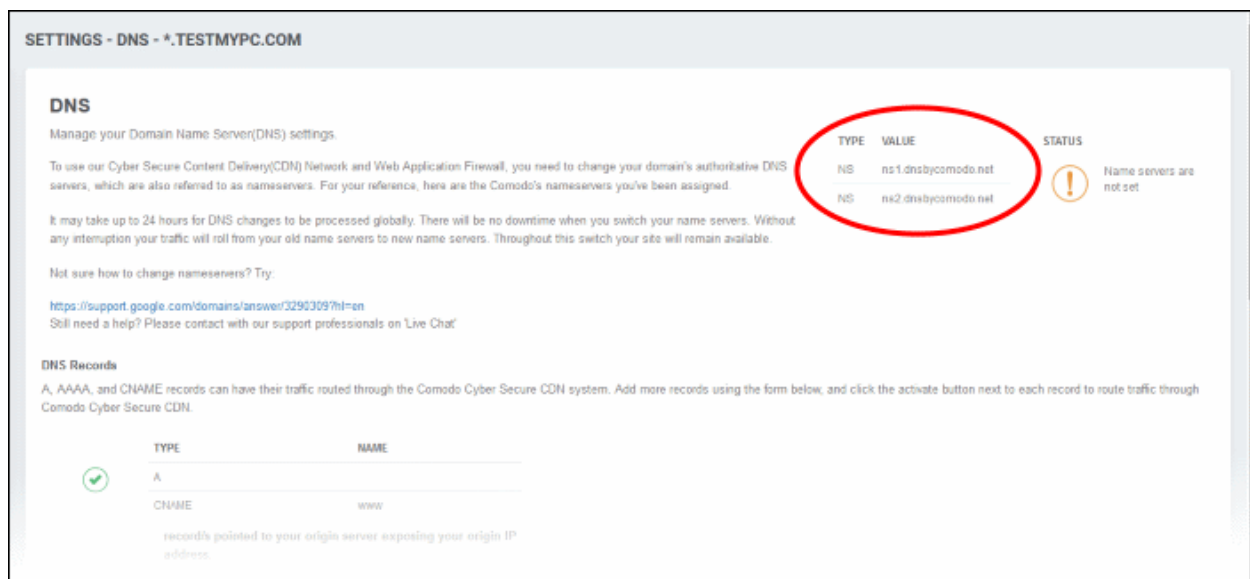 SETTINGS - DNS - *.TESTMYPC.COM
DNS
Manage your Domain Name Server(DNS) settings.
To use our Cyber Secure Content Delivery(CDN) Network and Web Application Firewall, you need to change your domain's authoritative DNS
servers, which are also referred to as nameservers. For your reference, here are the Comodo's nameservers you've been assigned.
It may take up to 24 hours for DNS changes to be processed globally. There will be no downtime when you switch your name servers. Without
any interruption your traffic will roll from your old name servers to new name servers. Throughout this switch your site will remain available.
Not sure how to change nameservers? Try:
https://support.google.com/domains/answer/3290309?hl=en
Still need a help? Please contact with our support professionals on 'Live Chat'
TYPE VALUE
NS ns1.dnsbycomodo.net
NS ns2.dnsbycomodo.net
STATUS
Name servers are
not set
DNS Records
A, AAAA, and CNAME records can have their traffic routed through the Comodo Cyber Secure CDN system. Add more records using the form below, and click the activate button next to each record to route traffic through
Comodo Cyber Secure CDN.
TYPE NAME
A
CNAME www
record/s pointed to your origin server exposing your origin IP
address.